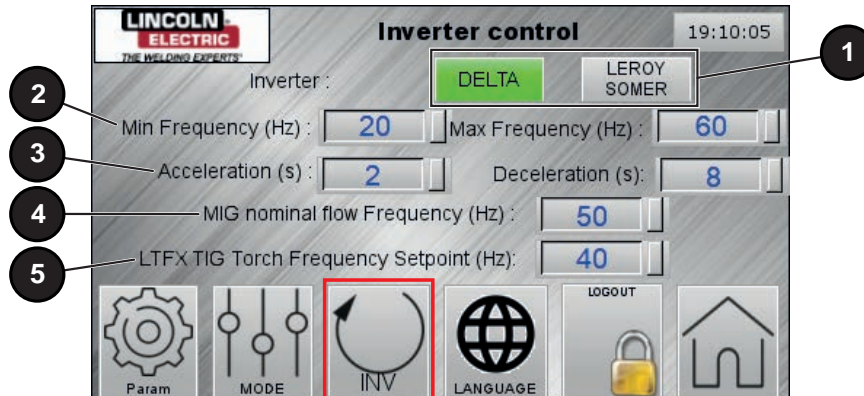 LINCOLN
ELECTRIC
THE WELDING EXPERTS®
Inverter control
19:10:05
1
Inverter :
DELTA
LEROY
SOMER
2
Min Frequency (Hz) :
20
Max Frequency (Hz) :
60
3
Acceleration (s) :
2
Deceleration (s):
8
4
MIG nominal flow Frequency (Hz) :
50
5
LTFX TIG Torch Frequency Setpoint (Hz):
40
Param
MODE
INV
LANGUAGE
LOGOUT